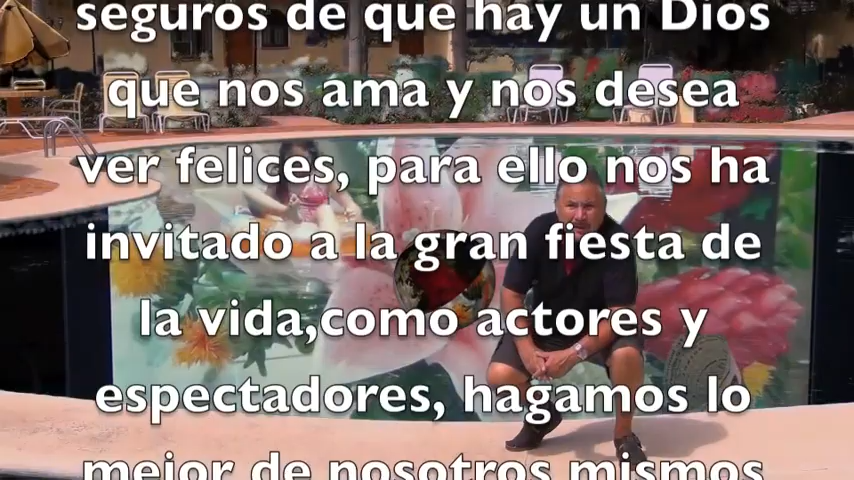 seguros de que hay un Dios
que nos ama y nos desea
ver felices, para ello nos ha
invitado a la gran fiesta de
la vida,como actores y
espectadores, hagamos lo
mejor de nosotros mismos